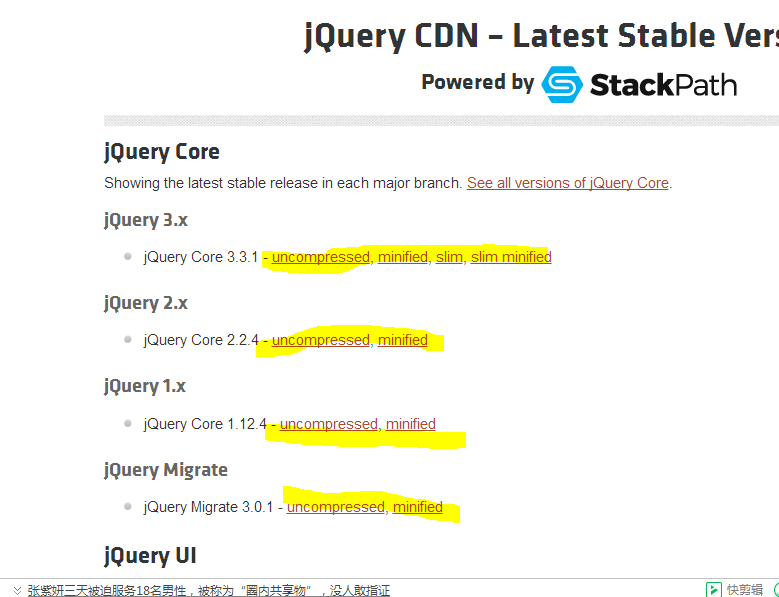 jQuery CDN – Latest Stable Vers
Powered by StackPath
jQuery Core
Showing the latest stable release in each major branch. See all versions of jQuery Core.
jQuery 3.x
jQuery Core 3.3.1 - uncompressed, minified, slim, slim minified
jQuery 2.x
jQuery Core 2.2.4 - uncompressed, minified
jQuery 1.x
jQuery Core 1.12.4 - uncompressed, minified
jQuery Migrate
jQuery Migrate 3.0.1 - uncompressed, minified
jQuery UI
张紫妍三天被迫服务18名男性，被称为“圈内共享物”，没人敢指证 快剪辑